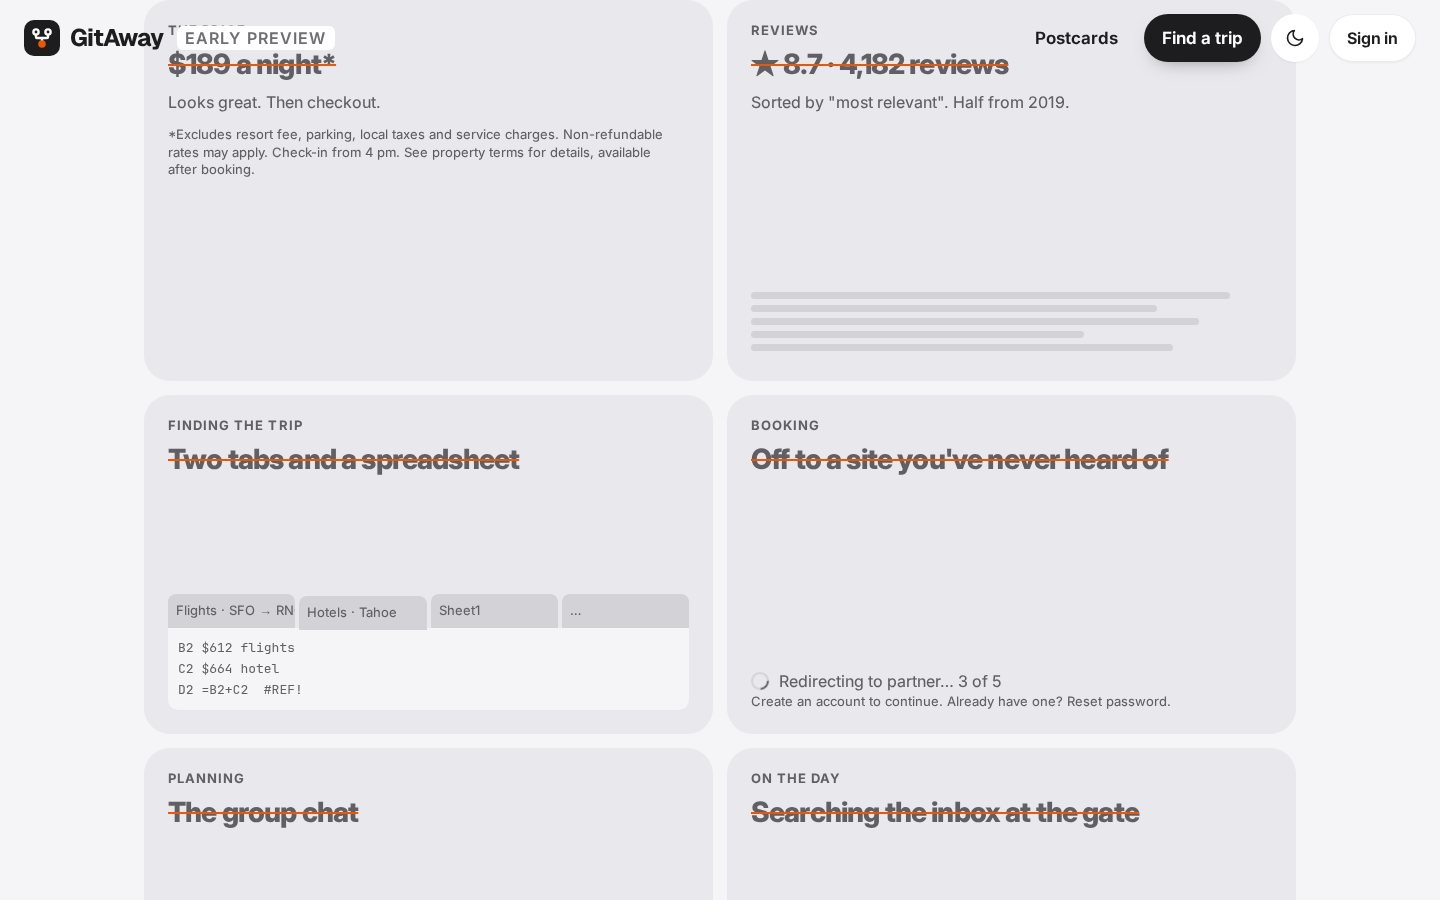 GitAway
EARLY PREVIEW
Postcards
Find a trip
Sign in
$189 a night*
Looks great. Then checkout.
*Excludes resort fee, parking, local taxes and service charges. Non-refundable
rates may apply. Check-in from 4 pm. See property terms for details, available
after booking.
REVIEWS
★ 8.7 · 4,182 reviews
Sorted by "most relevant". Half from 2019.
FINDING THE TRIP
Two tabs and a spreadsheet
Flights · SFO → RN
Hotels · Tahoe
Sheet1
...
B2 $612 flights
C2 $664 hotel
D2 =B2+C2  #REF!
BOOKING
Off to a site you've never heard of
Redirecting to partner... 3 of 5
Create an account to continue. Already have one? Reset password.
PLANNING
The group chat
ON THE DAY
Searching the inbox at the gate